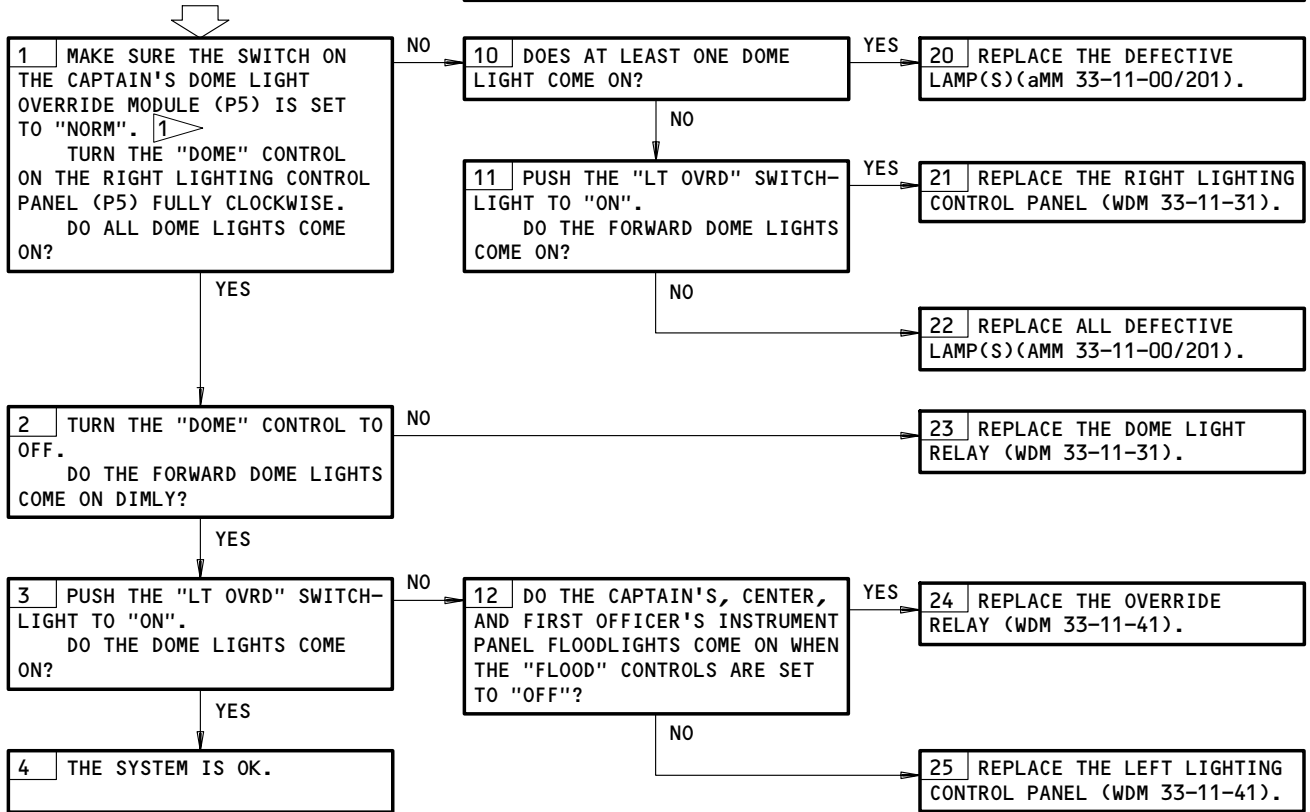 1 MAKE SURE THE SWITCH ON
THE CAPTAIN'S DOME LIGHT
OVERRIDE MODULE (P5) IS SET
TO "NORM". 1
TURN THE "DOME" CONTROL
ON THE RIGHT LIGHTING CONTROL
PANEL (P5) FULLY CLOCKWISE.
DO ALL DOME LIGHTS COME
ON?
NO
10 DOES AT LEAST ONE DOME
LIGHT COME ON?
YES
20 REPLACE THE DEFECTIVE
LAMP(S)(aMM 33-11-00/201).
NO
11 PUSH THE "LT OVRD" SWITCH-
LIGHT TO "ON".
DO THE FORWARD DOME LIGHTS
COME ON?
YES
21 REPLACE THE RIGHT LIGHTING
CONTROL PANEL (WDM 33-11-31).
NO
22 REPLACE ALL DEFECTIVE
LAMP(S)(AMM 33-11-00/201).
YES
2 TURN THE "DOME" CONTROL TO
OFF.
DO THE FORWARD DOME LIGHTS
COME ON DIMLY?
NO
23 REPLACE THE DOME LIGHT
RELAY (WDM 33-11-31).
YES
3 PUSH THE "LT OVRD" SWITCH-
LIGHT TO "ON".
DO THE DOME LIGHTS COME
ON?
NO
12 DO THE CAPTAIN'S, CENTER,
AND FIRST OFFICER'S INSTRUMENT
PANEL FLOODLIGHTS COME ON WHEN
THE "FLOOD" CONTROLS ARE SET
TO "OFF"?
YES
24 REPLACE THE OVERRIDE
RELAY (WDM 33-11-41).
NO
25 REPLACE THE LEFT LIGHTING
CONTROL PANEL (WDM 33-11-41).
YES
4 THE SYSTEM IS OK.